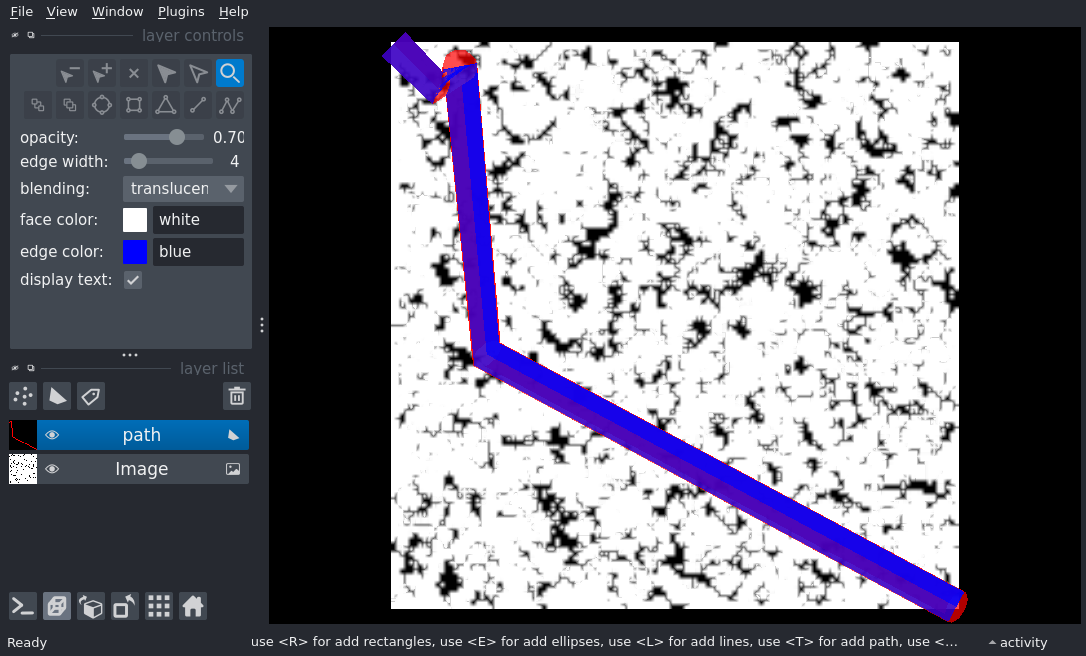 File View Window Plugins Help
layer controls
opacity: 0.70
edge width: 4
blending: translucen
face color: white
edge color: blue
display text:
layer list
path
Image
Ready use <R> for add rectangles, use <E> for add ellipses, use <L> for add lines, use <T> for add path, use <... activity